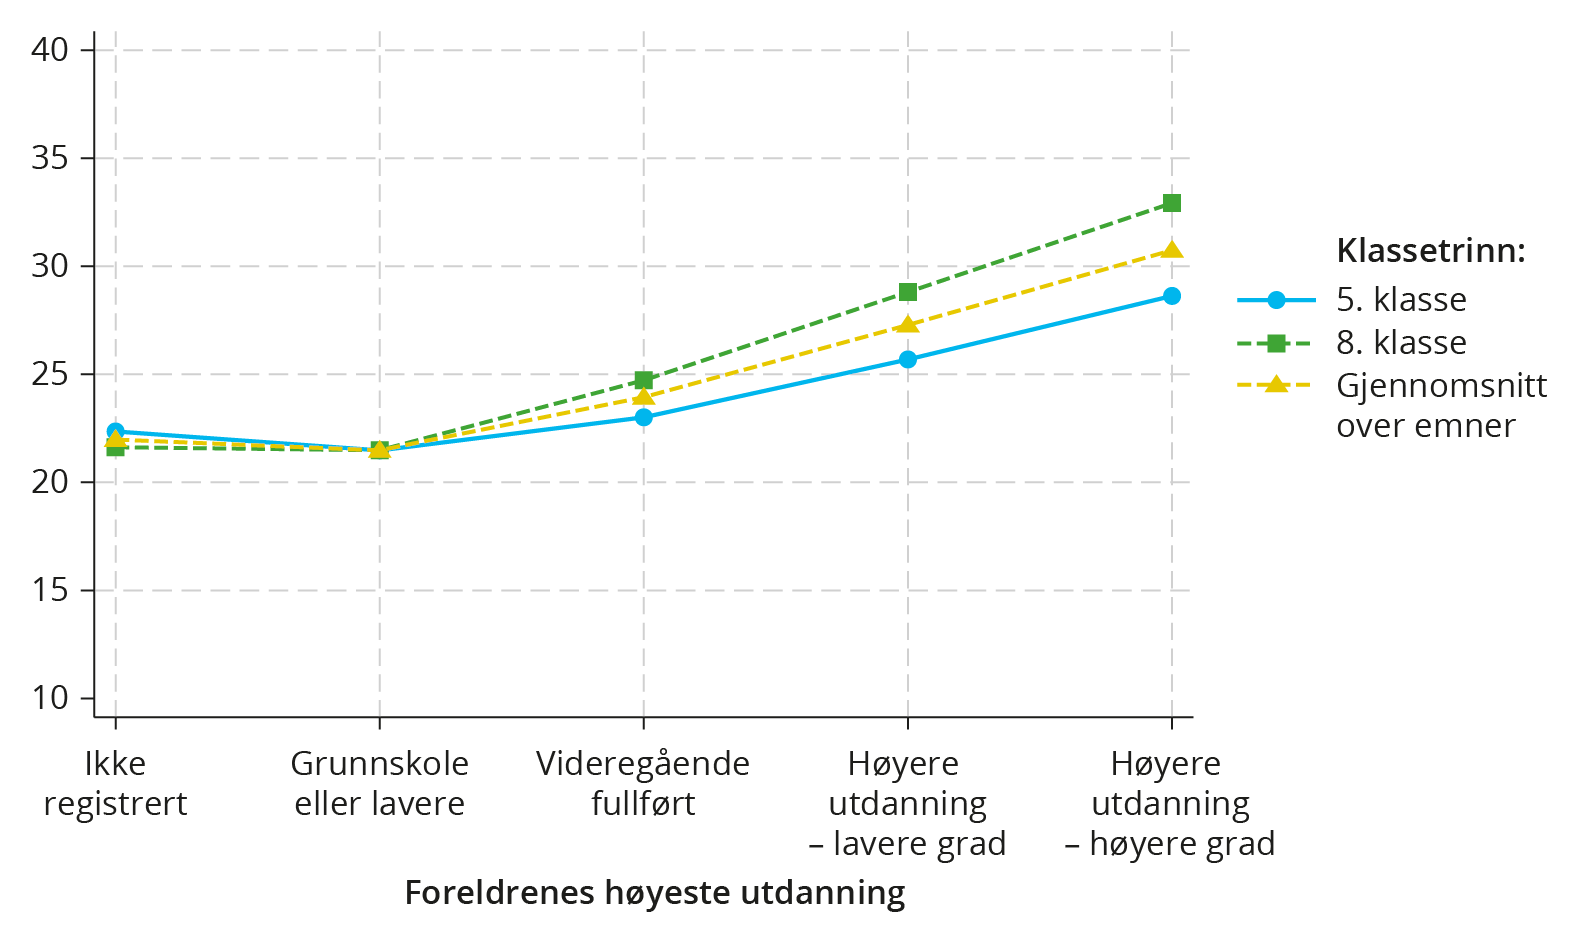 40
35
30
25
20
15
10
Ikke
registrert
Grunnskole
eller lavere
Videregående
fullført
Høyere
utdanning
– lavere grad
Høyere
utdanning
– høyere grad
Foreldrenes høyeste utdanning
Klassetrinn:
5. klasse
8. klasse
Gjennomsnitt
over emner